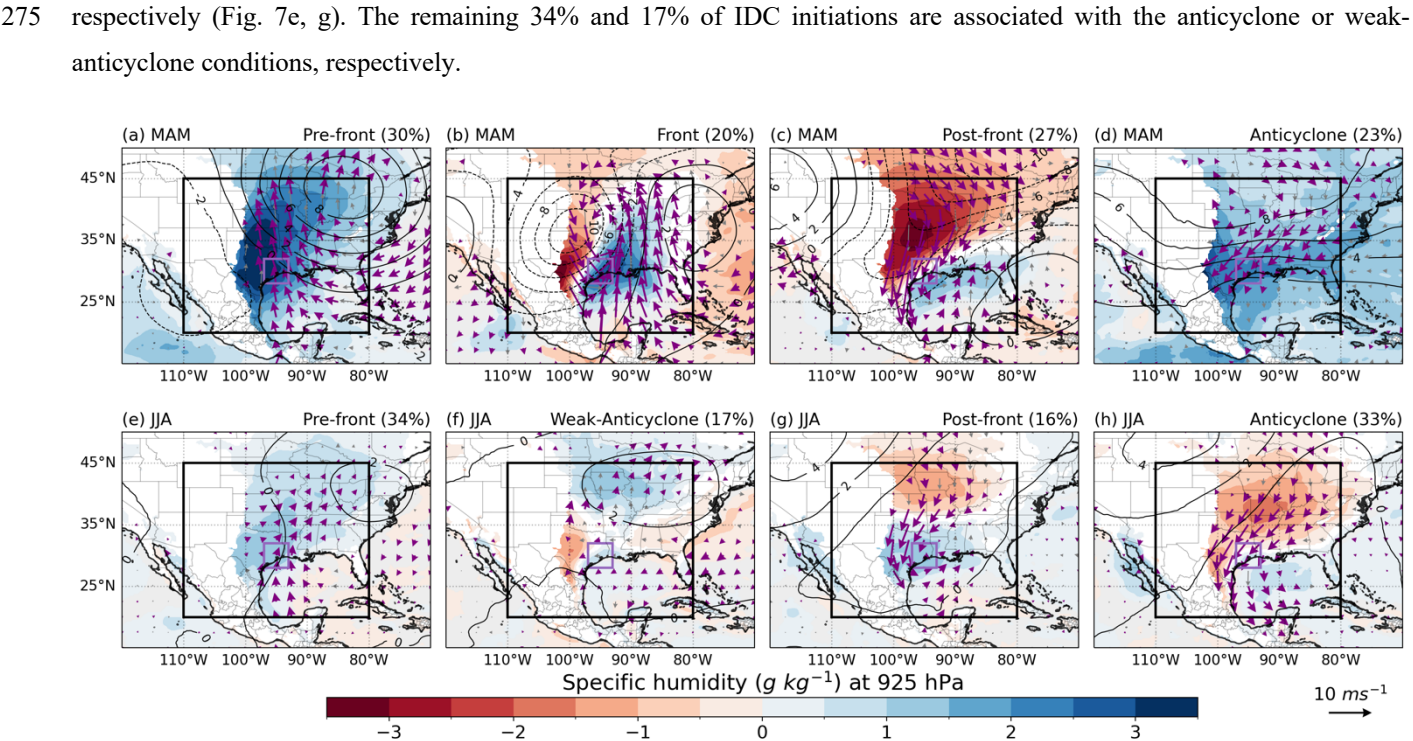 275 respectively (Fig. 7e, g). The remaining 34% and 17% of IDC initiations are associated with the anticyclone or weak-
anticyclone conditions, respectively.
(a) MAM Pre-front (30%) (b) MAM Front (20%) (c) MAM Post-front (27%) (d) MAM Anticyclone (23%)
45°N
35°N
25°N
110°W 100°W 90°W 80°W 110°W 100°W 90°W 80°W 110°W 100°W 90°W 80°W 110°W 100°W 90°W 80°W
(e) JJA Pre-front (34%) (f) JJA Weak-Anticyclone (17%) (g) JJA Post-front (16%) (h) JJA Anticyclone (33%)
45°N
35°N
25°N
110°W 100°W 90°W 80°W 110°W 100°W 90°W 80°W 110°W 100°W 90°W 80°W 110°W 100°W 90°W 80°W
Specific humidity (g kg⁻¹) at 925 hPa
10 ms⁻¹
−3 −2 −1 0 1 2 3